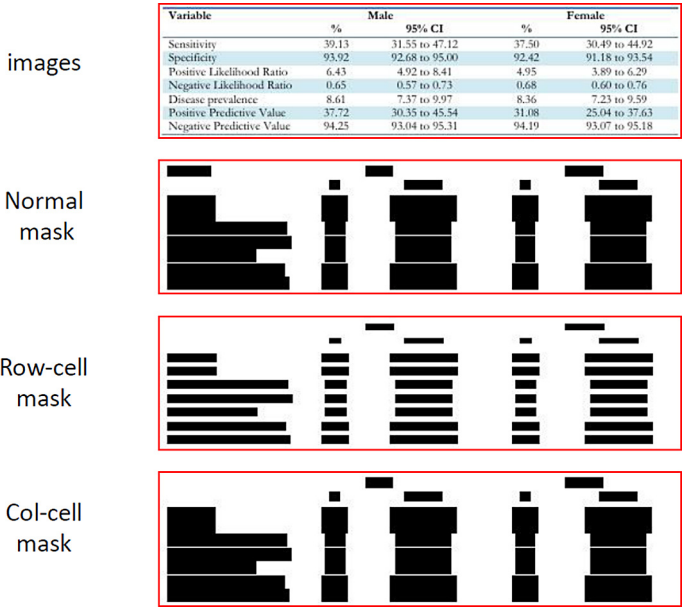 images
Variable Male Female
% 95% CI % 95% CI
Sensitivity 39.13 31.55 to 47.12 37.50 30.49 to 44.92
Specificity 93.92 92.68 to 95.00 92.42 91.18 to 93.54
Positive Likelihood Ratio 6.43 4.92 to 8.41 4.95 3.89 to 6.29
Negative Likelihood Ratio 0.65 0.57 to 0.73 0.68 0.60 to 0.76
Disease prevalence 8.61 7.37 to 9.97 8.36 7.23 to 9.59
Positive Predictive Value 37.72 30.35 to 45.54 31.08 25.04 to 37.63
Negative Predictive Value 94.25 93.04 to 95.31 94.19 93.07 to 95.18
Normal
mask
Row-cell
mask
Col-cell
mask